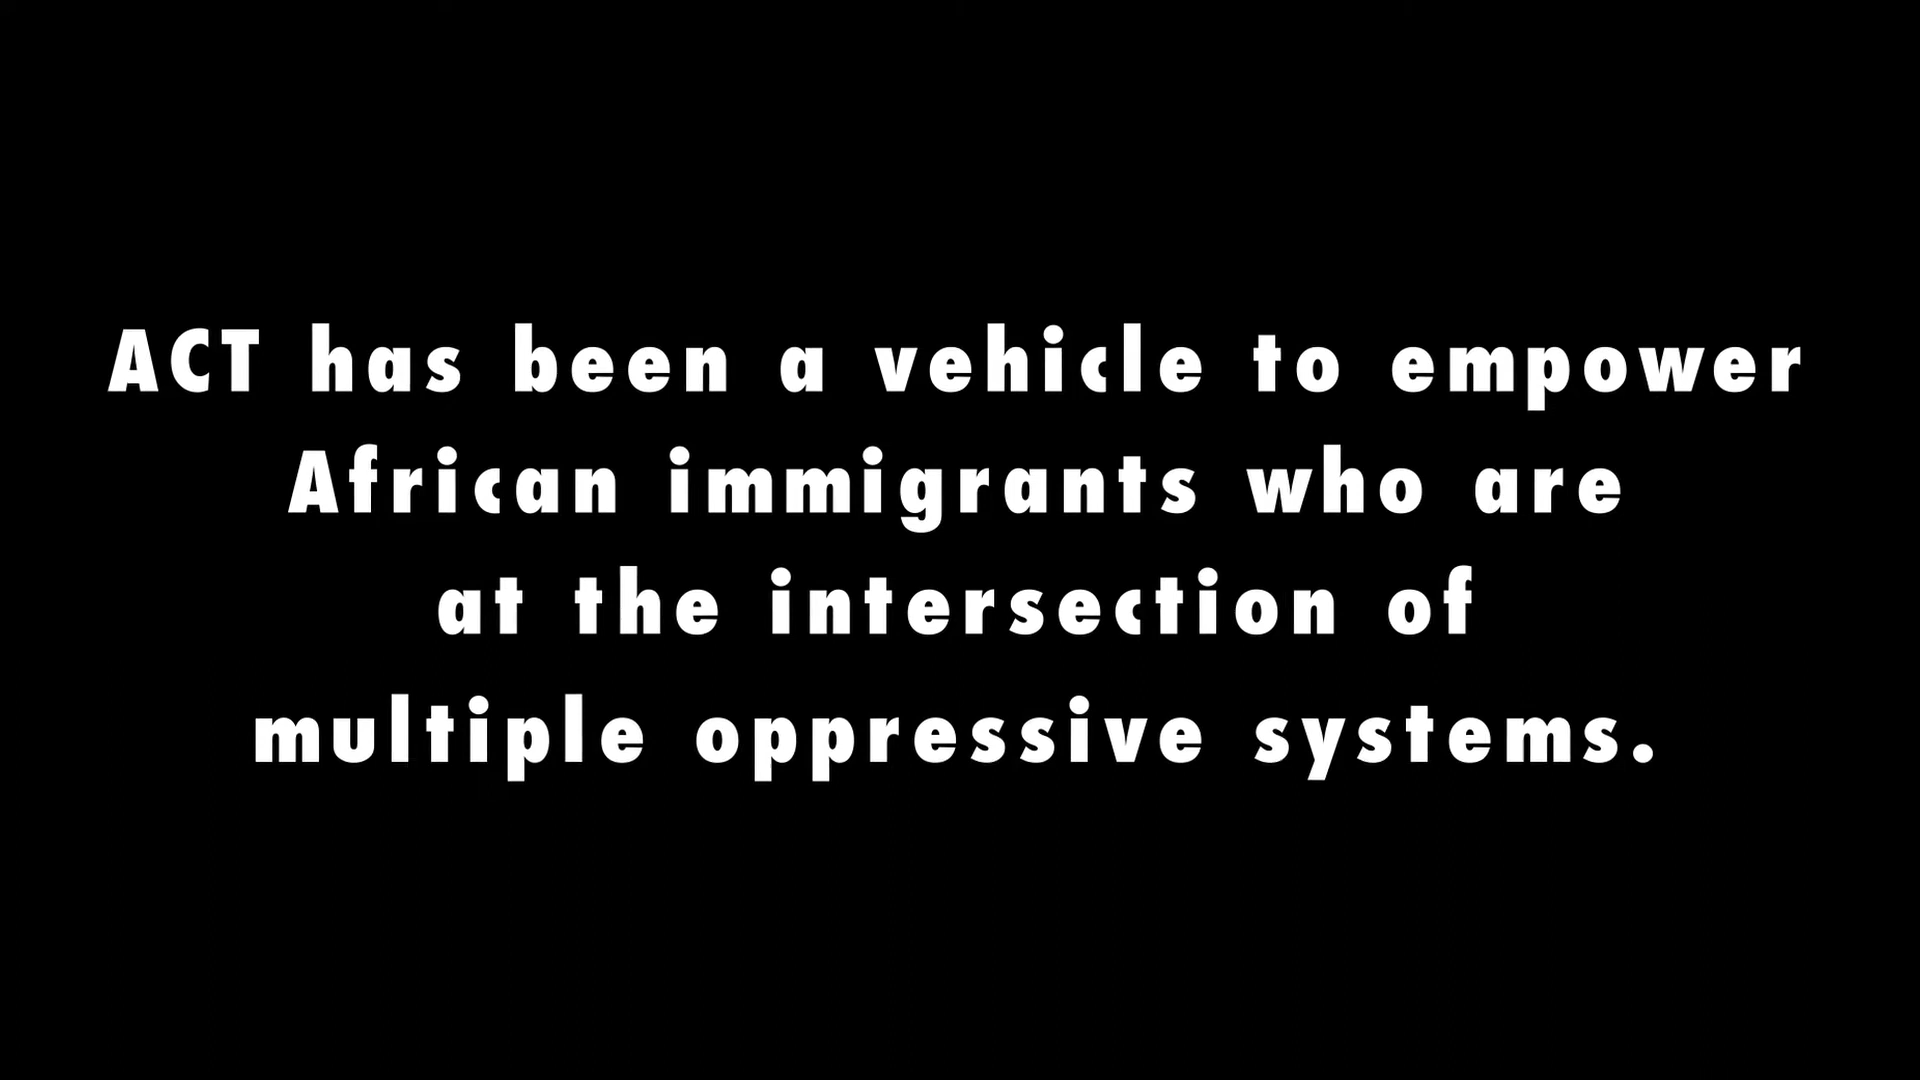 ACT has been a vehicle to empower
African immigrants who are
at the intersection of
multiple oppressive systems.